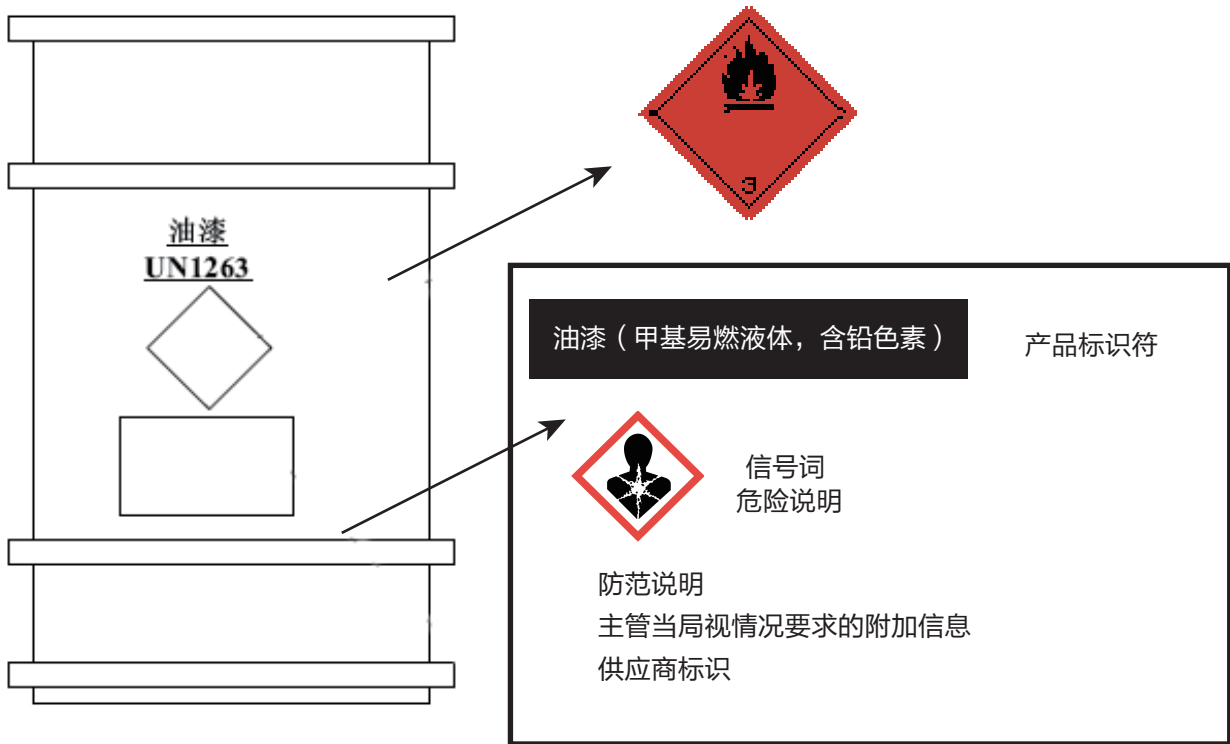 油漆
UN1263
3
油漆（甲基易燃液体，含铅色素）
产品标识符
信号词
危险说明
防范说明
主管当局视情况要求的附加信息
供应商标识